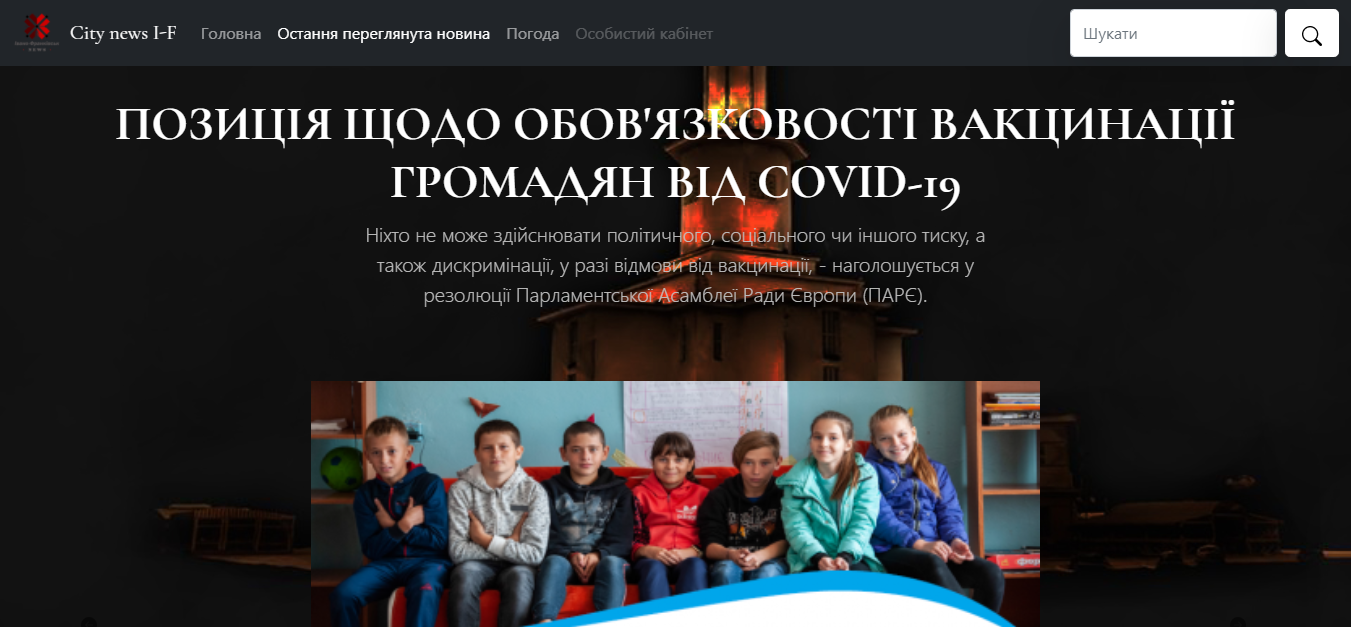 City news I-F
Головна
Остання переглянута новина
Погода
Особистий кабінет
Шукати
ПОЗИЦІЯ ЩОДО ОБОВ'ЯЗКОВОСТІ ВАКЦИНАЦІЇ
ГРОМАДЯН ВІД COVID-19
Ніхто не може здійснювати політичного, соціального чи іншого тиску, а
також дискримінації, у разі відмови від вакцинації, - наголошується у
резолюції Парламентської Асамблеї Ради Європи (ПАРЄ).